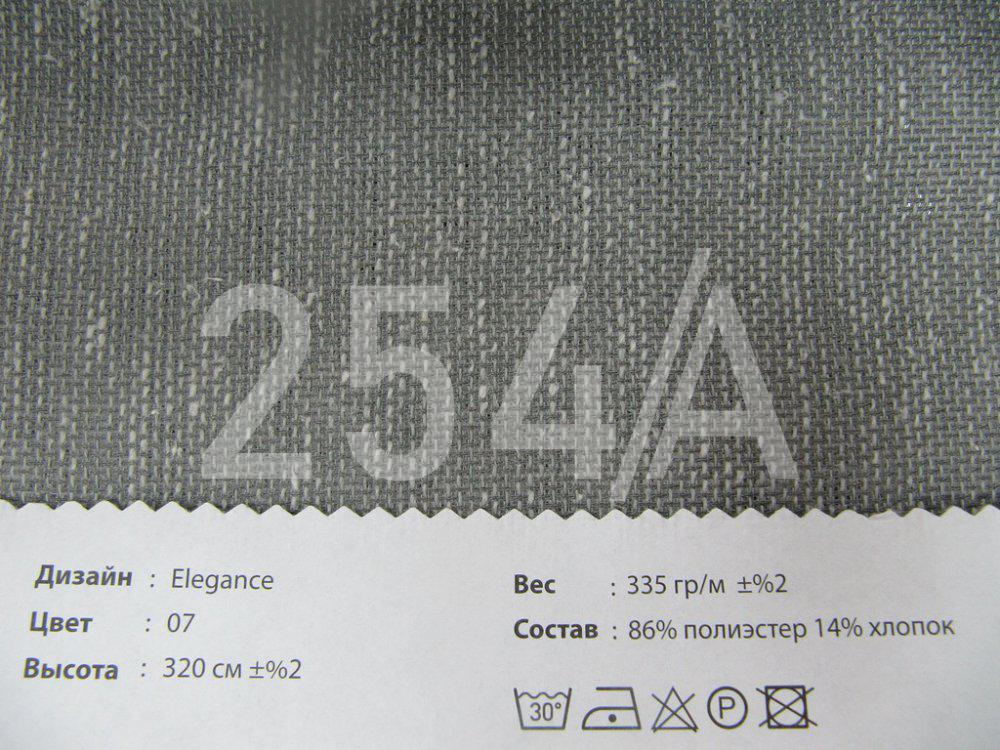 254/A
Дизайн : Elegance
Цвет : 07
Высота : 320 см ±%2
Вес : 335 гр/м ±%2
Состав : 86% полиэстер 14% хлопок
30° P